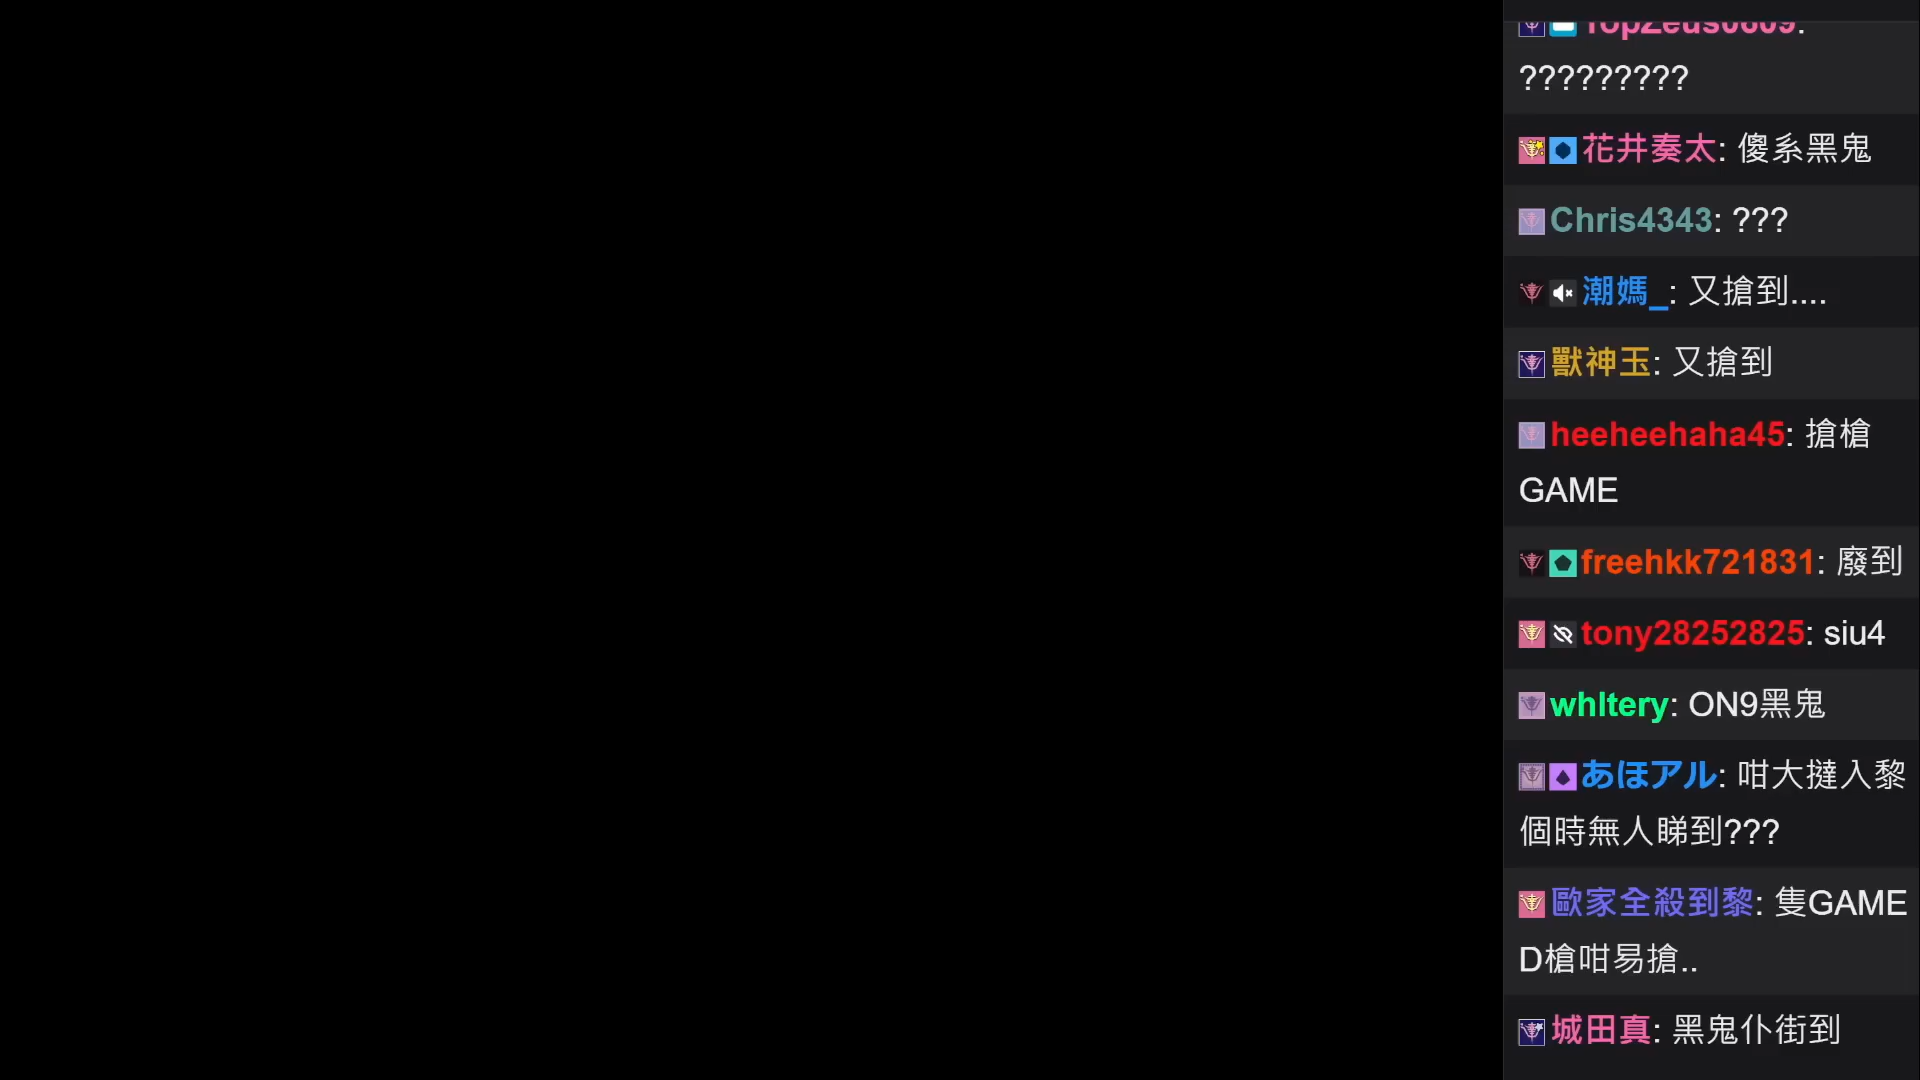 TopZeus0609:
?????????
花井奏太: 傻系黑鬼
Chris4343: ???
潮媽_: 又搶到....
獸神玉: 又搶到
heeheehaha45: 搶槍
GAME
freehkk721831: 廢到
tony28252825: siu4
whltery: ON9黑鬼
あほアル: 咁大撻入黎
個時無人睇到???
歐家全殺到黎: 隻GAME
D槍咁易搶..
城田真: 黑鬼仆街到